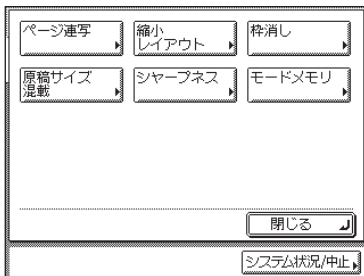 ページ連写
縮小
レイアウト
枠消し
原稿サイズ
混載
シャープネス
モードメモリ
閉じる
システム状況/中止